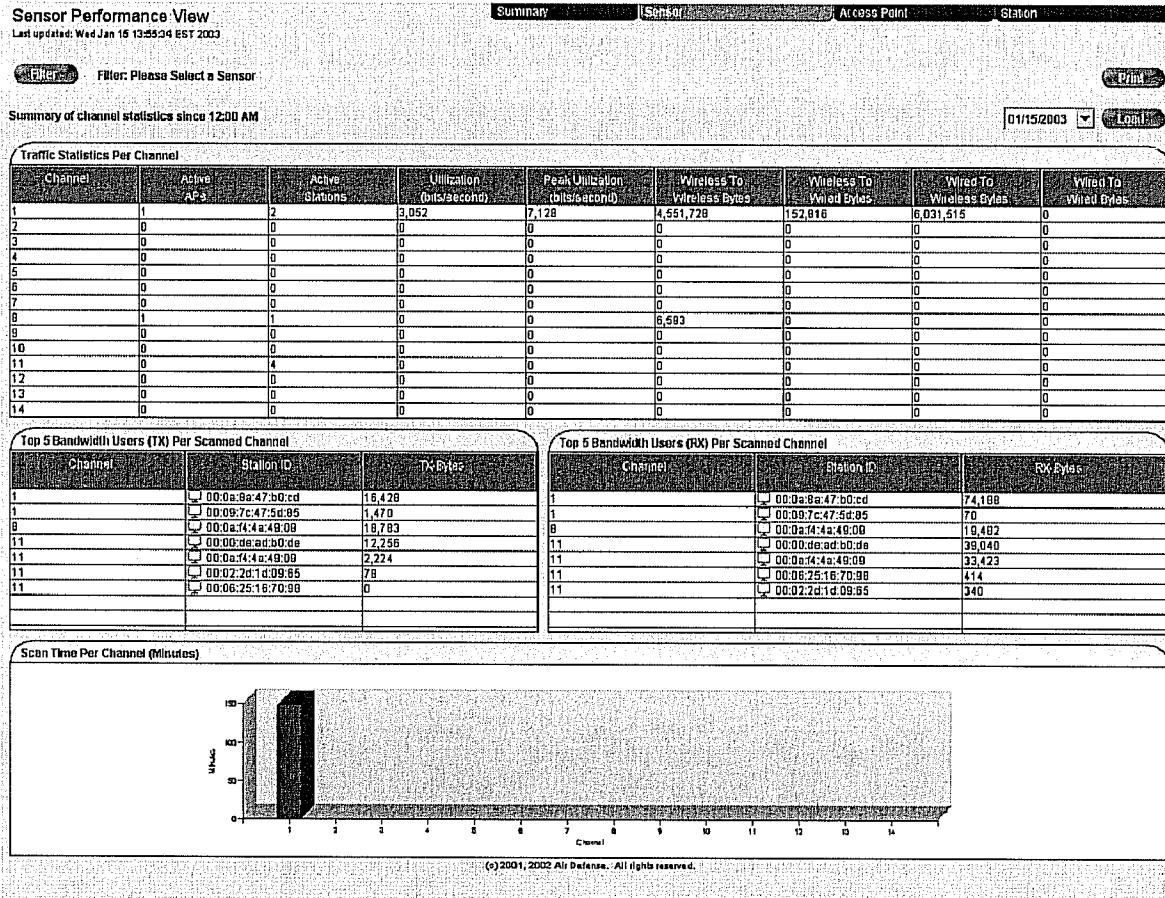 Sensor Performance View
Summary Sensor Access Point Station
Last updated: Wed Jan 15 13:55:34 EST 2003
Filter Filter: Please Select a Sensor Print
Summary of channel statistics since 12:00 AM 01/15/2003 Load
Traffic Statistics Per Channel
Channel Active APs Active Stations Utilization (bits/second) Peak Utilization (bits/second) Wireless To Wireless Bytes Wireless To Wired Bytes Wired To Wireless Bytes Wired To Wired Bytes
1 1 2 3,052 7,128 4,551,728 152,816 6,031,515 0
2 0 0 0 0 0 0 0 0
3 0 0 0 0 0 0 0 0
4 0 0 0 0 0 0 0 0
5 0 0 0 0 0 0 0 0
6 0 0 0 0 0 0 0 0
7 0 0 0 0 0 0 0 0
8 1 1 0 0 6,593 0 0 0
9 0 0 0 0 0 0 0 0
10 0 0 0 0 0 0 0 0
11 0 4 0 0 0 0 0 0
12 0 0 0 0 0 0 0 0
13 0 0 0 0 0 0 0 0
14 0 0 0 0 0 0 0 0
Top 5 Bandwidth Users (TX) Per Scanned Channel
Channel Station ID TX-Bytes
1 00:0a:8a:47:b0:cd 16,428
1 00:09:7c:47:5d:85 1,470
8 00:0a:f4:4a:49:09 18,783
11 00:00:de:ad:b0:de 12,256
11 00:0a:f4:4a:49:09 2,224
11 00:02:2d:1d:09:65 78
11 00:06:25:16:70:98 0
Top 5 Bandwidth Users (RX) Per Scanned Channel
Channel Station ID RX-Bytes
1 00:0a:8a:47:b0:cd 74,188
1 00:09:7c:47:5d:85 70
8 00:0a:f4:4a:49:09 19,482
11 00:00:de:ad:b0:de 39,040
11 00:0a:f4:4a:49:09 33,423
11 00:06:25:16:70:98 414
11 00:02:2d:1d:09:65 340
Scan Time Per Channel (Minutes)
150
100
50
0
Minutes
1 2 3 4 5 6 7 8 9 10 11 12 13 14
Channel
(c) 2001, 2002 Air Defense. All rights reserved.